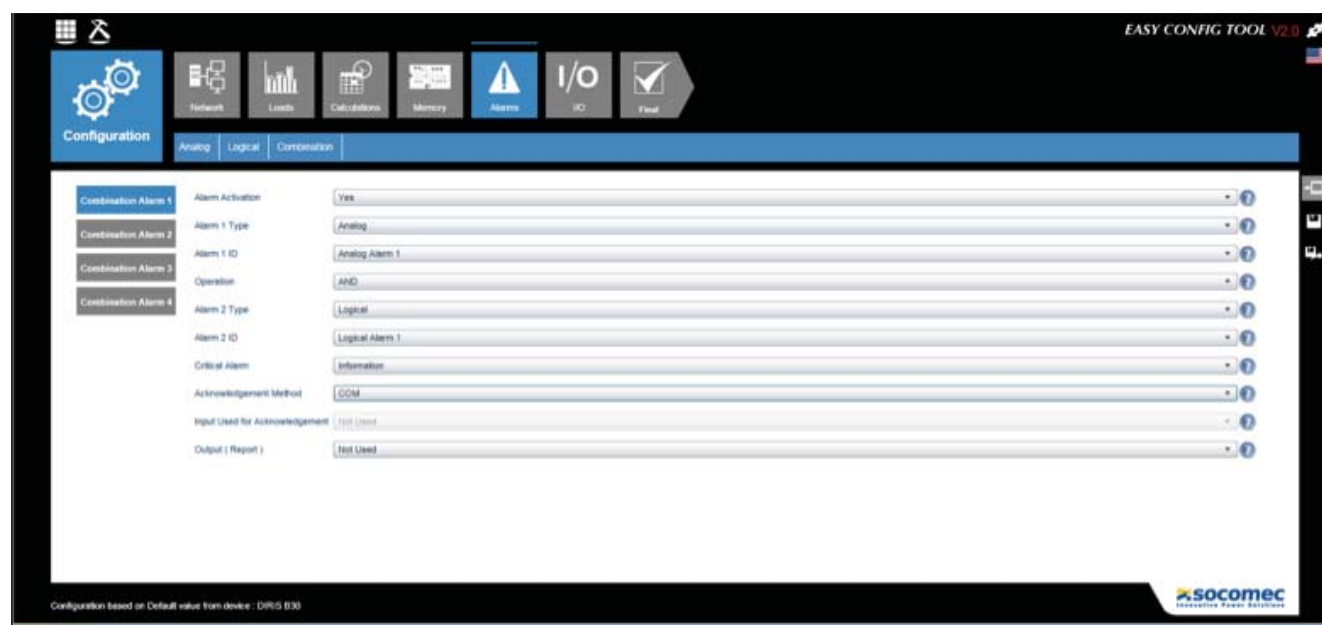 EASY CONFIG TOOL V2.0
Configuration
Network
Loads
Calculations
Memory
Alarms
I/O
I/O
Final
Analog
Logical
Combination
Combination Alarm 1
Combination Alarm 2
Combination Alarm 3
Combination Alarm 4
Alarm Activation
Yes
Alarm 1 Type
Analog
Alarm 1 ID
Analog Alarm 1
Operation
AND
Alarm 2 Type
Logical
Alarm 2 ID
Logical Alarm 1
Critical Alarm
Information
Acknowledgement Method
COM
Input Used for Acknowledgement
Not Used
Output ( Report )
Not Used
Configuration based on Default value from device : DIRIS B30
socomec
Innovative Power Solutions